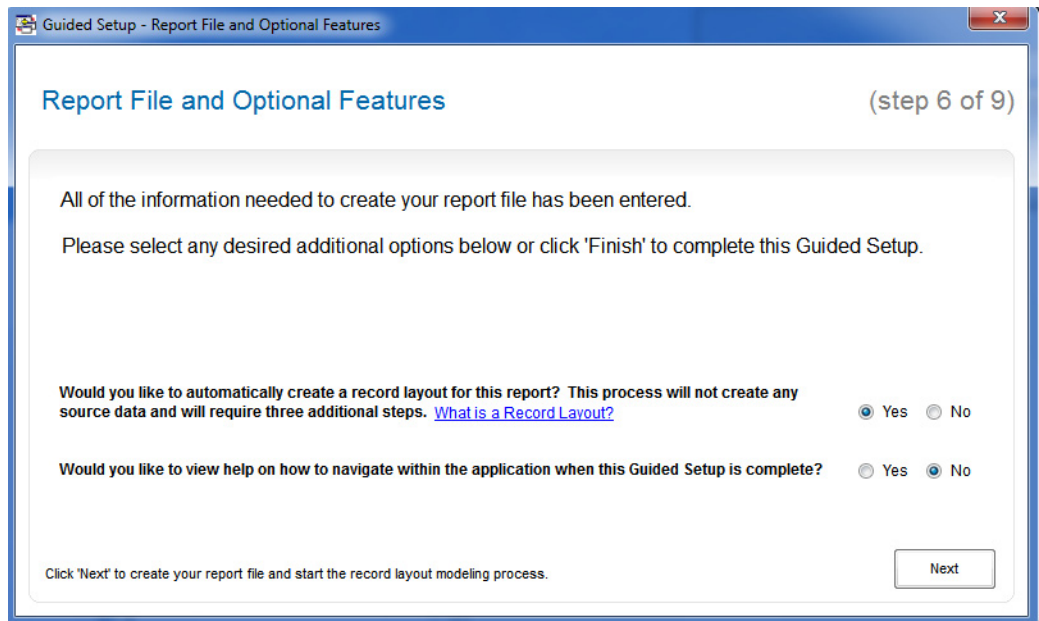 Guided Setup - Report File and Optional Features
x
Report File and Optional Features
(step 6 of 9)
All of the information needed to create your report file has been entered.
Please select any desired additional options below or click 'Finish' to complete this Guided Setup.
Would you like to automatically create a record layout for this report? This process will not create any
source data and will require three additional steps. What is a Record Layout?
Yes No
Would you like to view help on how to navigate within the application when this Guided Setup is complete?
Yes No
Click 'Next' to create your report file and start the record layout modeling process.
Next